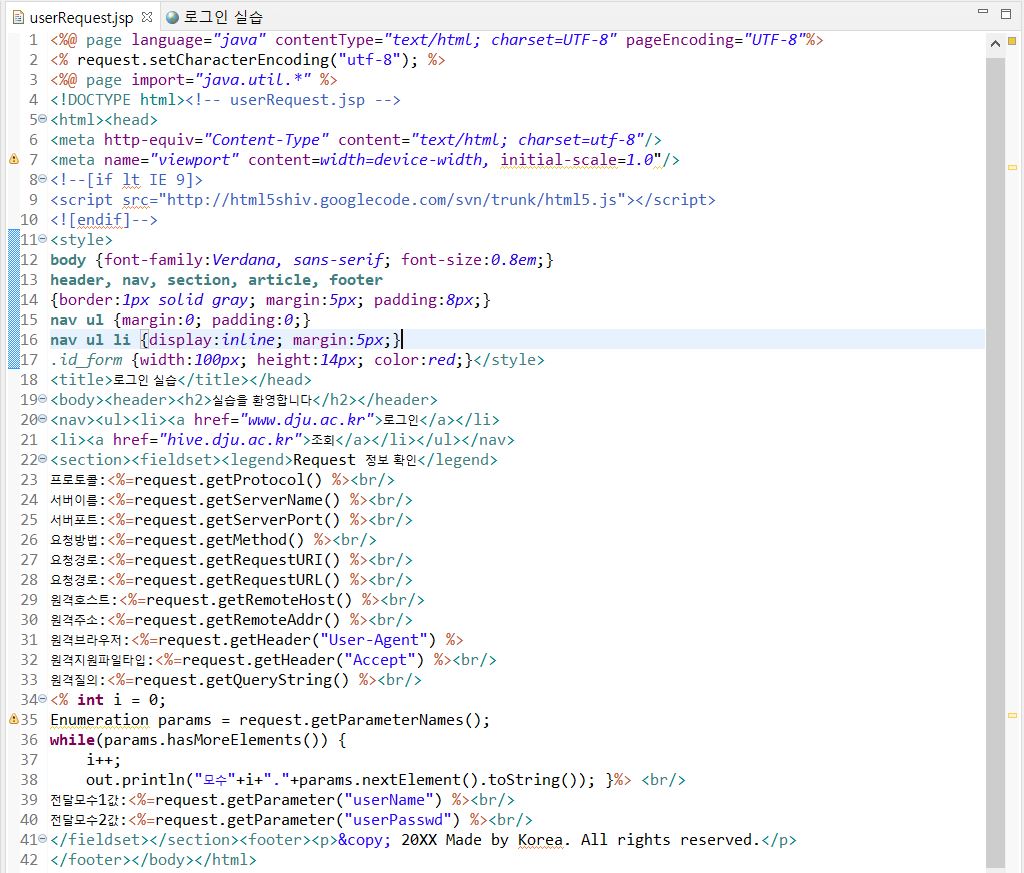 userRequest.jsp 로그인 실습
1 <%@ page language="java" contentType="text/html; charset=UTF-8" pageEncoding="UTF-8"%>
2 <% request.setCharacterEncoding("utf-8"); %>
3 <%@ page import="java.util.*" %>
4 <!DOCTYPE html><!-- userRequest.jsp -->
5 <html><head>
6 <meta http-equiv="Content-Type" content="text/html; charset=utf-8"/>
7 <meta name="viewport" content=width=device-width, initial-scale=1.0"/>
8 <!--[if lt IE 9]>
9 <script src="http://html5shiv.googlecode.com/svn/trunk/html5.js"></script>
10 <![endif]-->
11 <style>
12 body {font-family:Verdana, sans-serif; font-size:0.8em;}
13 header, nav, section, article, footer
14 {border:1px solid gray; margin:5px; padding:8px;}
15 nav ul {margin:0; padding:0;}
16 nav ul li {display:inline; margin:5px;}
17 .id_form {width:100px; height:14px; color:red;}</style>
18 <title>로그인 실습</title></head>
19 <body><header><h2>실습을 환영합니다</h2></header>
20 <nav><ul><li><a href="www.dju.ac.kr">로그인</a></li>
21 <li><a href="hive.dju.ac.kr">조회</a></li></ul></nav>
22 <section><fieldset><legend>Request 정보 확인</legend>
23 프로토콜:<%=request.getProtocol() %><br/>
24 서버이름:<%=request.getServerName() %><br/>
25 서버포트:<%=request.getServerPort() %><br/>
26 요청방법:<%=request.getMethod() %><br/>
27 요청경로:<%=request.getRequestURI() %><br/>
28 요청경로:<%=request.getRequestURL() %><br/>
29 원격호스트:<%=request.getRemoteHost() %><br/>
30 원격주소:<%=request.getRemoteAddr() %><br/>
31 원격브라우저:<%=request.getHeader("User-Agent") %>
32 원격지원파일타입:<%=request.getHeader("Accept") %><br/>
33 원격질의:<%=request.getQueryString() %><br/>
34 <% int i = 0;
35 Enumeration params = request.getParameterNames();
36 while(params.hasMoreElements()) {
37 i++;
38 out.println("모수"+i+"."+params.nextElement().toString()); }%> <br/>
39 전달모수1값:<%=request.getParameter("userName") %><br/>
40 전달모수2값:<%=request.getParameter("userPasswd") %><br/>
41 </fieldset></section><footer><p>&copy; 20XX Made by Korea. All rights reserved.</p>
42 </footer></body></html>